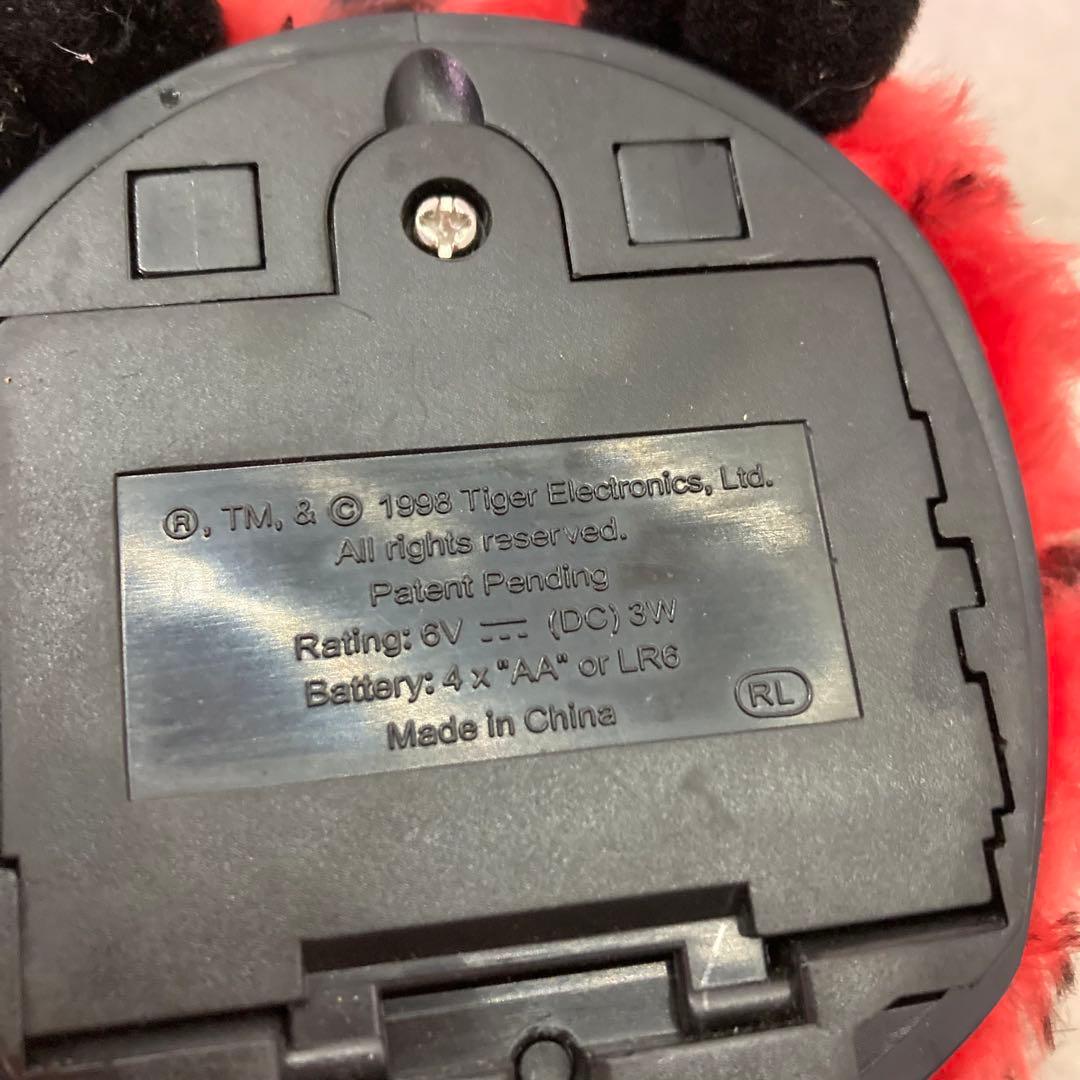 ®, TM, & © 1998 Tiger Electronics, Ltd.
All rights reserved.
Patent Pending
Rating: 6V ⎓ (DC) 3W
Battery: 4 x "AA" or LR6
Made in China
RL